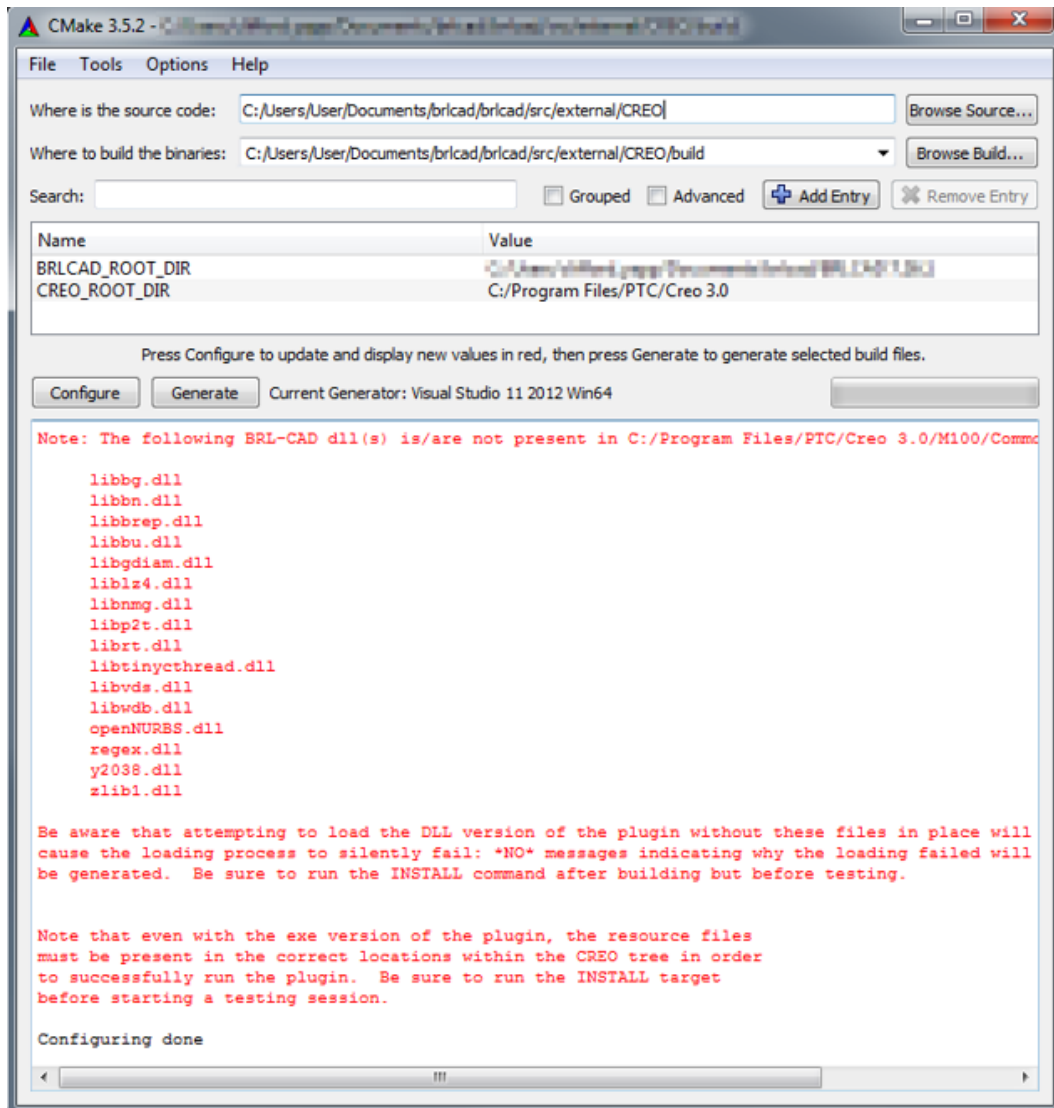 CMake 3.5.2 -
File Tools Options Help
Where is the source code: C:/Users/User/Documents/brlcad/brlcad/src/external/CREO Browse Source...
Where to build the binaries: C:/Users/User/Documents/brlcad/brlcad/src/external/CREO/build Browse Build...
Search: Grouped Advanced Add Entry Remove Entry
Name Value
BRLCAD_ROOT_DIR
CREO_ROOT_DIR C:/Program Files/PTC/Creo 3.0
Press Configure to update and display new values in red, then press Generate to generate selected build files.
Configure Generate Current Generator: Visual Studio 11 2012 Win64
Note: The following BRL-CAD dll(s) is/are not present in C:/Program Files/PTC/Creo 3.0/M100/Commo
libbg.dll
libbn.dll
libbrep.dll
libbu.dll
libgdiam.dll
liblz4.dll
libnmg.dll
libp2t.dll
librt.dll
libtinycthread.dll
libvds.dll
libwdb.dll
openNURBS.dll
regex.dll
y2038.dll
zlib1.dll
Be aware that attempting to load the DLL version of the plugin without these files in place will
cause the loading process to silently fail: *NO* messages indicating why the loading failed will
be generated. Be sure to run the INSTALL command after building but before testing.
Note that even with the exe version of the plugin, the resource files
must be present in the correct locations within the CREO tree in order
to successfully run the plugin. Be sure to run the INSTALL target
before starting a testing session.
Configuring done